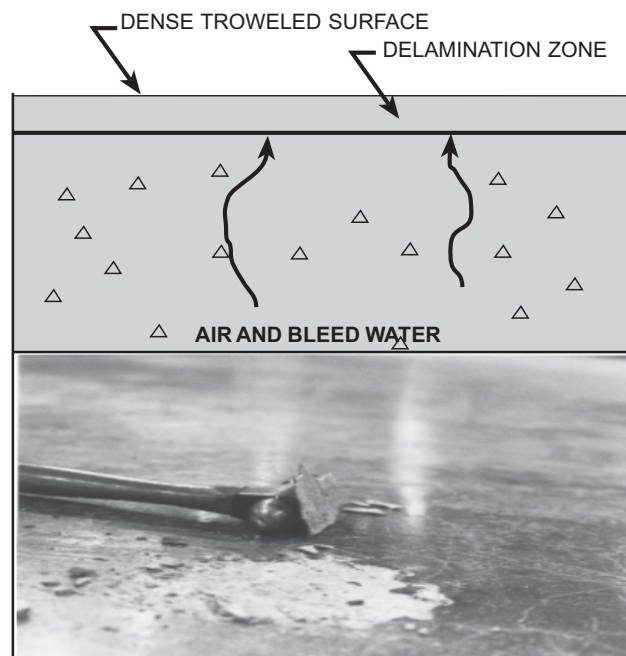 DENSE TROWELED SURFACE
DELAMINATION ZONE
AIR AND BLEED WATER